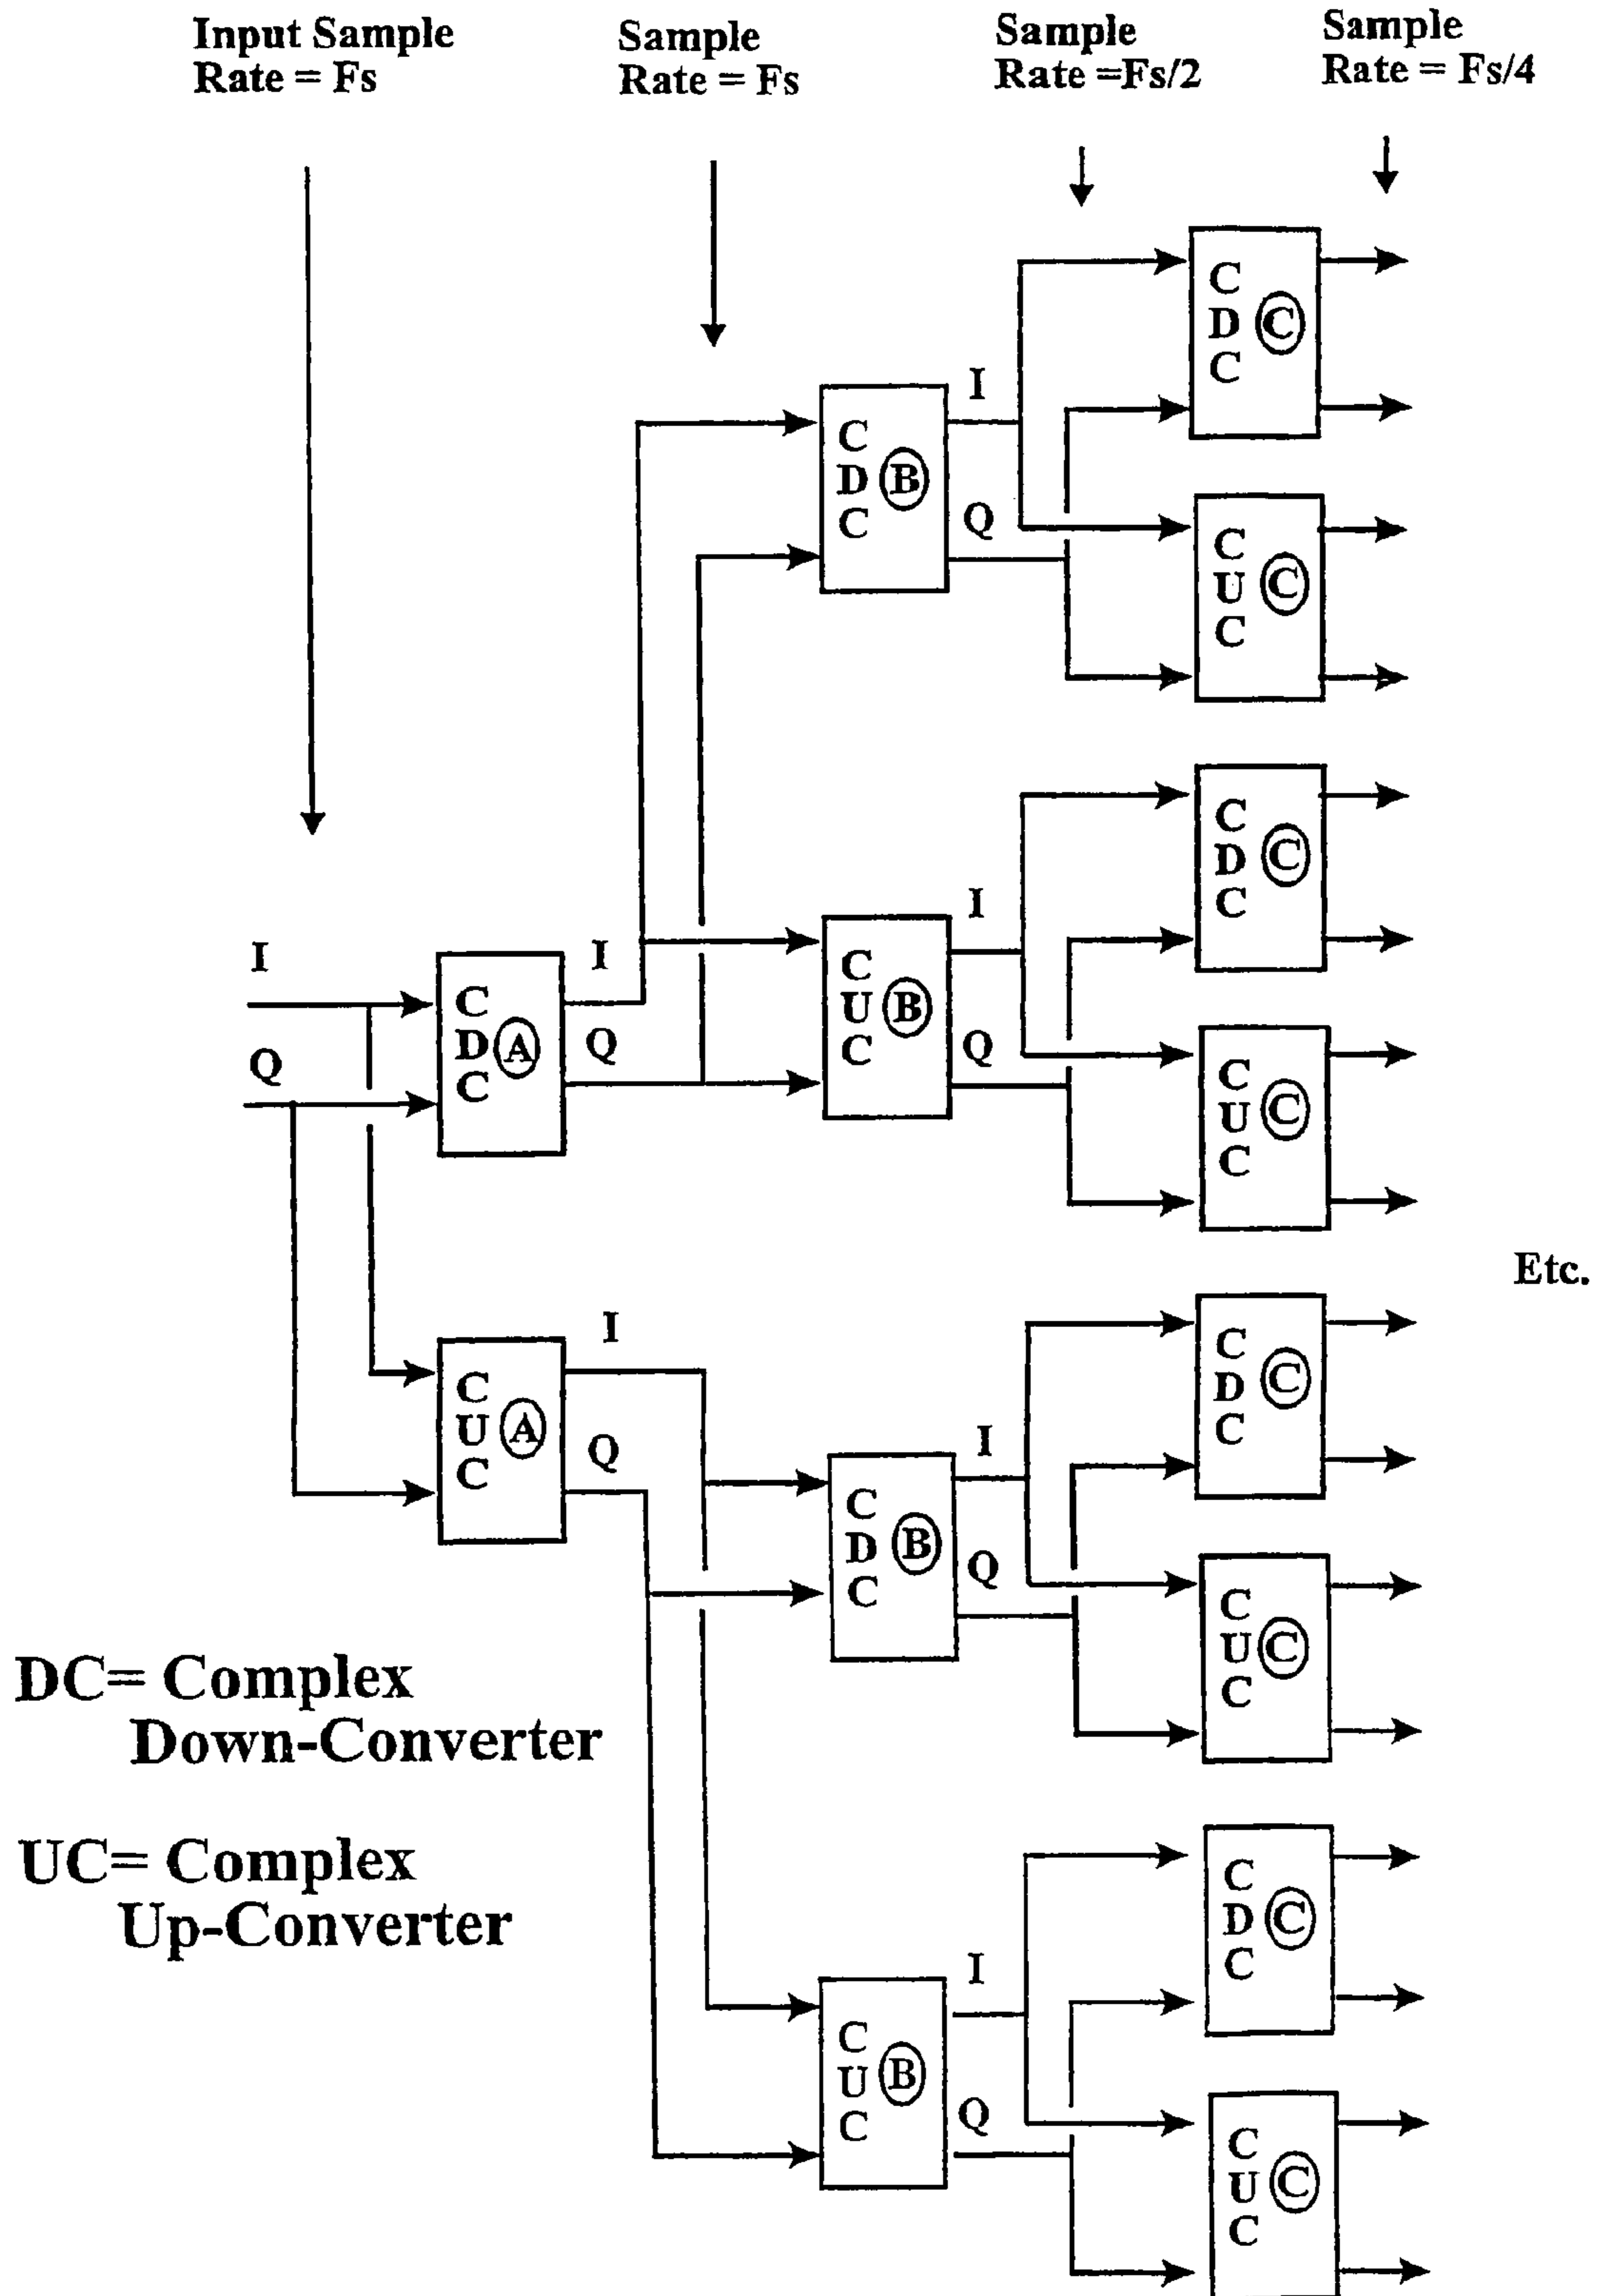 Input Sample
Rate = Fs
Sample
Rate = Fs
Sample
Rate =Fs/2
Sample
Rate = Fs/4
C
D
C
C
I
C
D
C
B
Q
C
U
C
C
C
D
C
C
I
I
I
C
U
C
B
C
D
C
A
Q
Q
Q
C
U
C
C
Etc.
I
C
D
C
C
C
U
C
A
Q
I
C
D
C
B
Q
C
U
C
C
DC= Complex
Down-Converter
UC= Complex
Up-Converter
C
D
C
C
I
C
U
C
B
Q
C
U
C
C